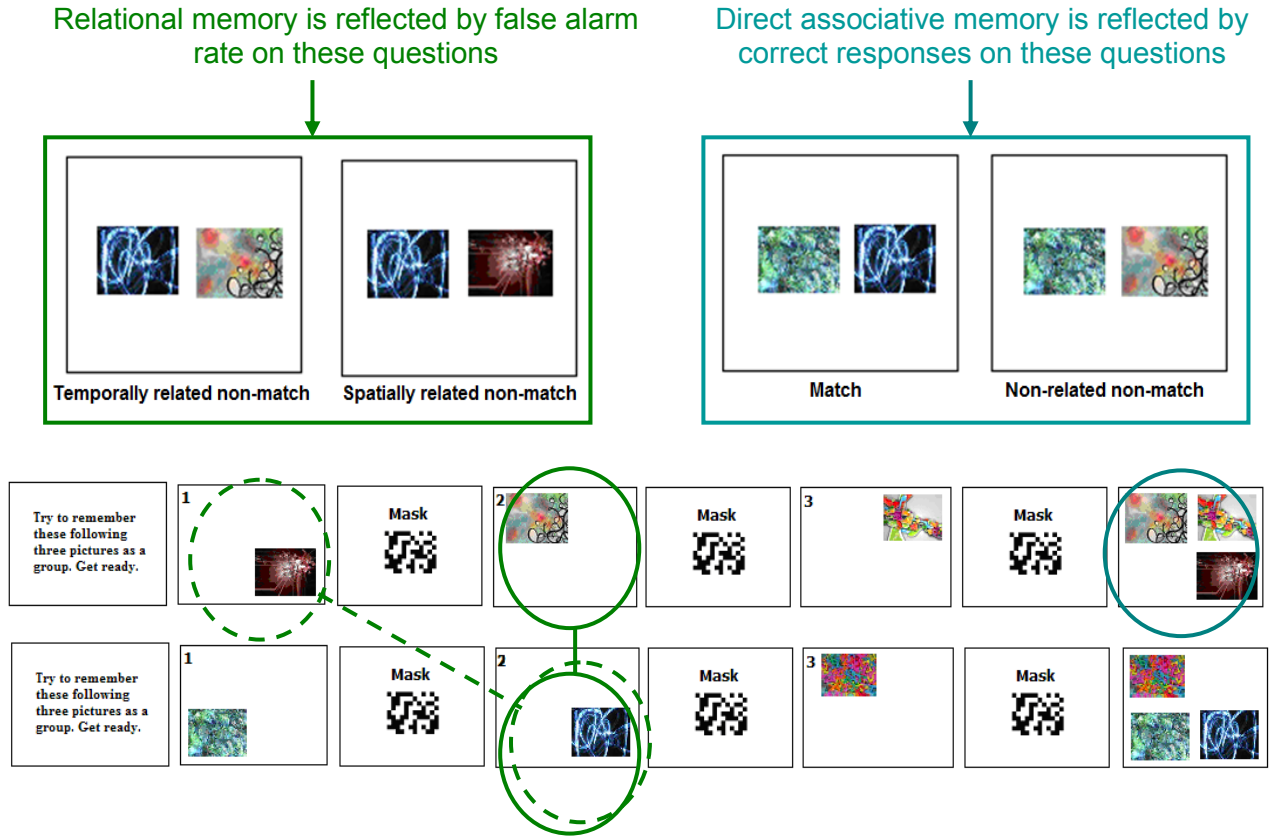 Relational memory is reflected by false alarm
rate on these questions
Direct associative memory is reflected by
correct responses on these questions
Temporally related non-match
Spatially related non-match
Match
Non-related non-match
Try to remember
these following
three pictures as a
group. Get ready.
1
Mask
2
Mask
3
Mask
Try to remember
these following
three pictures as a
group. Get ready.
1
Mask
2
Mask
3
Mask